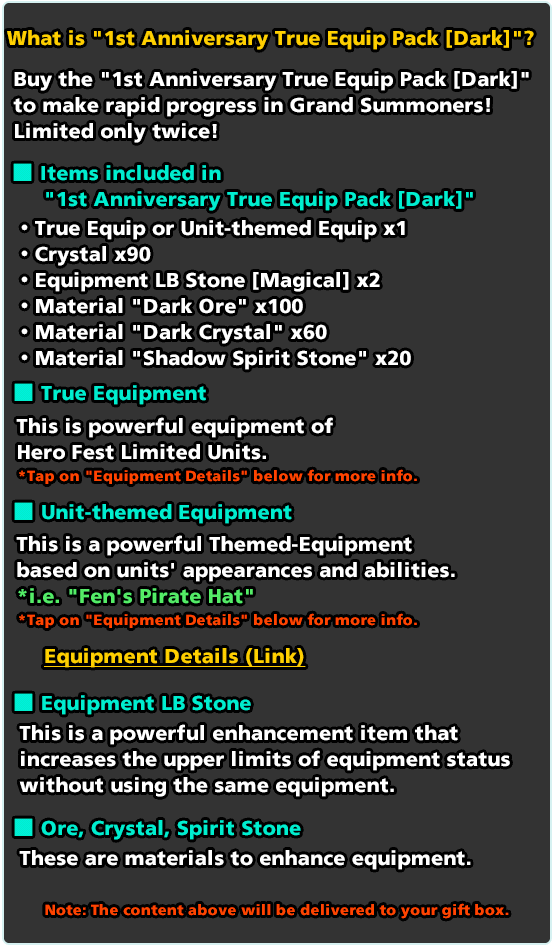 What is "1st Anniversary True Equip Pack [Dark]"?
Buy the "1st Anniversary True Equip Pack [Dark]"
to make rapid progress in Grand Summoners!
Limited only twice!
■ Items included in
"1st Anniversary True Equip Pack [Dark]"
• True Equip or Unit-themed Equip x1
• Crystal x90
• Equipment LB Stone [Magical] x2
• Material "Dark Ore" x100
• Material "Dark Crystal" x60
• Material "Shadow Spirit Stone" x20
■ True Equipment
This is powerful equipment of
Hero Fest Limited Units.
*Tap on "Equipment Details" below for more info.
■ Unit-themed Equipment
This is a powerful Themed-Equipment
based on units' appearances and abilities.
*i.e. "Fen's Pirate Hat"
*Tap on "Equipment Details" below for more info.
Equipment Details (Link)
■ Equipment LB Stone
This is a powerful enhancement item that
increases the upper limits of equipment status
without using the same equipment.
■ Ore, Crystal, Spirit Stone
These are materials to enhance equipment.
Note: The content above will be delivered to your gift box.